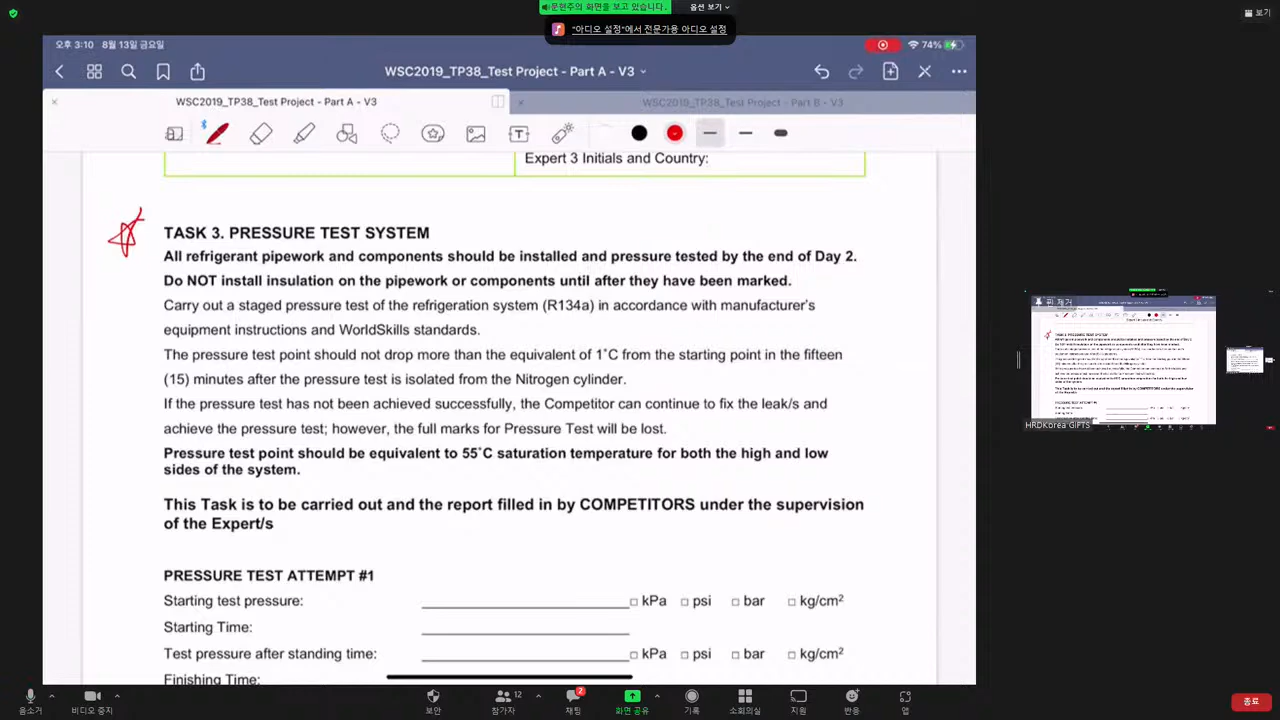 문현주의 화면을 보고 있습니다.
옵션 보기
보기
"아디오 설정"에서 전문가용 아디오 설정
오후 3:10 8월 13일 금요일
74%
WSC2019_TP38_Test Project - Part A - V3
WSC2019_TP38_Test Project - Part A - V3
WSC2019_TP38_Test Project - Part B - V3
Expert 3 Initials and Country:
TASK 3. PRESSURE TEST SYSTEM
All refrigerant pipework and components should be installed and pressure tested by the end of Day 2.
Do NOT install insulation on the pipework or components until after they have been marked.
Carry out a staged pressure test of the refrigeration system (R134a) in accordance with manufacturer's
equipment instructions and WorldSkills standards.
The pressure test point should not drop more than the equivalent of 1˚C from the starting point in the fifteen
(15) minutes after the pressure test is isolated from the Nitrogen cylinder.
If the pressure test has not been achieved successfully, the Competitor can continue to fix the leak/s and
achieve the pressure test; however, the full mark for Pressure Test will be lost.
Pressure test point should be equivalent to 55˚C saturation temperature for both the high and low
sides of the system.
This Task is to be carried out and the report filled in by COMPETITORS under the supervision
of the Expert/s
PRESSURE TEST ATTEMPT #1
Starting test pressure: kPa psi bar kg/cm²
Starting Time:
Test pressure after standing time: kPa psi bar kg/cm²
Finishing Time:
핀 제거
HRDKorea GIFTS
음소거
비디오 중지
보안
12
참가자
2
채팅
화면 공유
기록
소회의실
지원
반응
앱
종료